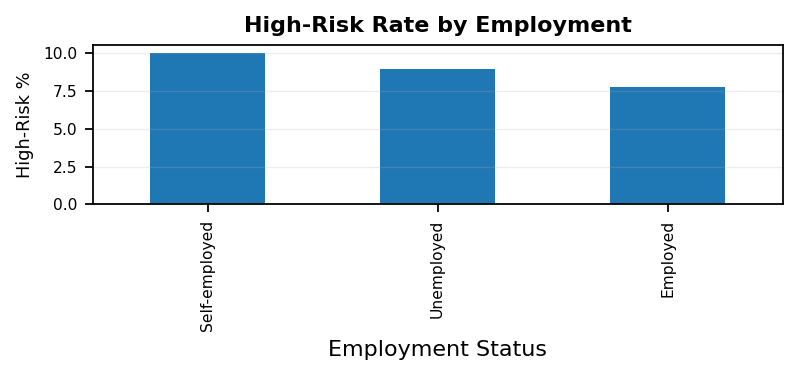 High-Risk Rate by Employment
High-Risk %
10.0
7.5
5.0
2.5
0.0
Self-employed
Unemployed
Employed
Employment Status